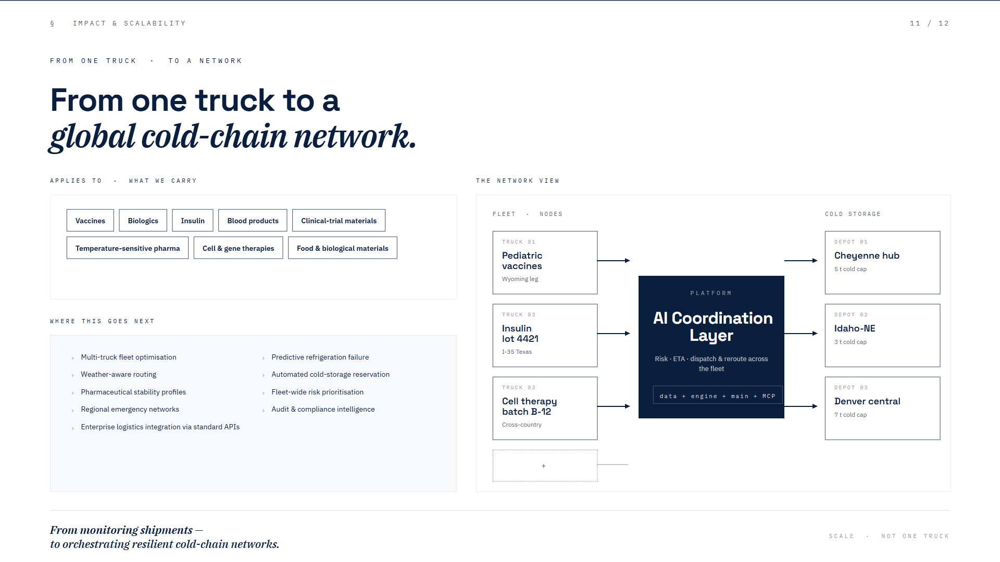 § IMPACT & SCALABILITY
11 / 12
FROM ONE TRUCK · TO A NETWORK
From one truck to a
global cold-chain network.
APPLIES TO · WHAT WE CARRY
Vaccines
Biologics
Insulin
Blood products
Clinical-trial materials
Temperature-sensitive pharma
Cell & gene therapies
Food & biological materials
WHERE THIS GOES NEXT
› Multi-truck fleet optimisation
› Weather-aware routing
› Pharmaceutical stability profiles
› Regional emergency networks
› Enterprise logistics integration via standard APIs
› Predictive refrigeration failure
› Automated cold-storage reservation
› Fleet-wide risk prioritisation
› Audit & compliance intelligence
THE NETWORK VIEW
FLEET · NODES
TRUCK 01
Pediatric
vaccines
Wyoming leg
TRUCK 02
Insulin
lot 4421
I-35 Texas
TRUCK 03
Cell therapy
batch B-12
Cross-country
+
PLATFORM
AI Coordination
Layer
Risk · ETA · dispatch & reroute across
the fleet
data + engine + main + MCP
COLD STORAGE
DEPOT 01
Cheyenne hub
5 t cold cap
DEPOT 02
Idaho-NE
3 t cold cap
DEPOT 03
Denver central
7 t cold cap
From monitoring shipments —
to orchestrating resilient cold-chain networks.
SCALE · NOT ONE TRUCK